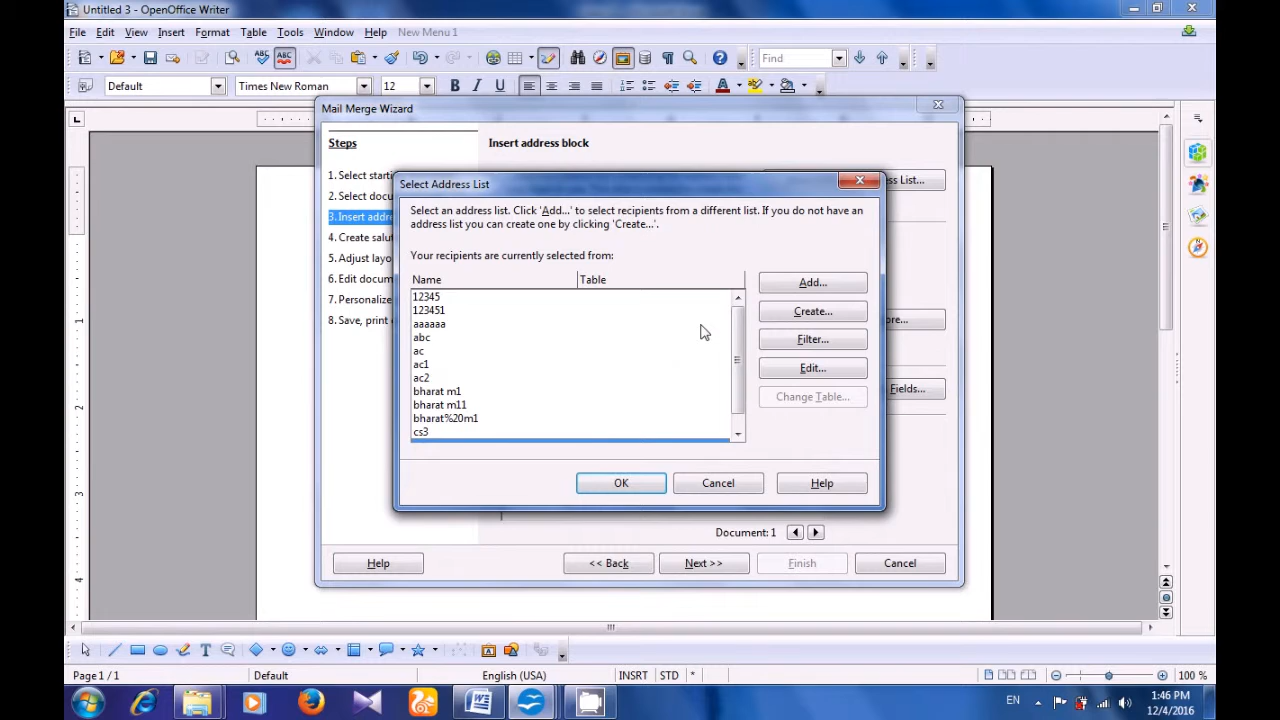 Untitled 3 - OpenOffice Writer
File Edit View Insert Format Table Tools Window Help New Menu 1
Find
Default Times New Roman 12
Mail Merge Wizard
Steps
Insert address block
1. Select starti
2. Select docu
3. Insert addre
4. Create salut
5. Adjust layo
6. Edit docum
7. Personalize
8. Save, print
ss List...
ore...
Fields...
Select Address List
Select an address list. Click 'Add...' to select recipients from a different list. If you do not have an
address list you can create one by clicking 'Create...'.
Your recipients are currently selected from:
Name Table
12345
123451
aaaaaa
abc
ac
ac1
ac2
bharat m1
bharat m11
bharat%20m1
cs3
Add...
Create...
Filter...
Edit...
Change Table...
OK Cancel Help
Document: 1
Help << Back Next >> Finish Cancel
Page 1 / 1 Default English (USA) INSRT STD * 100 %
EN 1:46 PM
12/4/2016